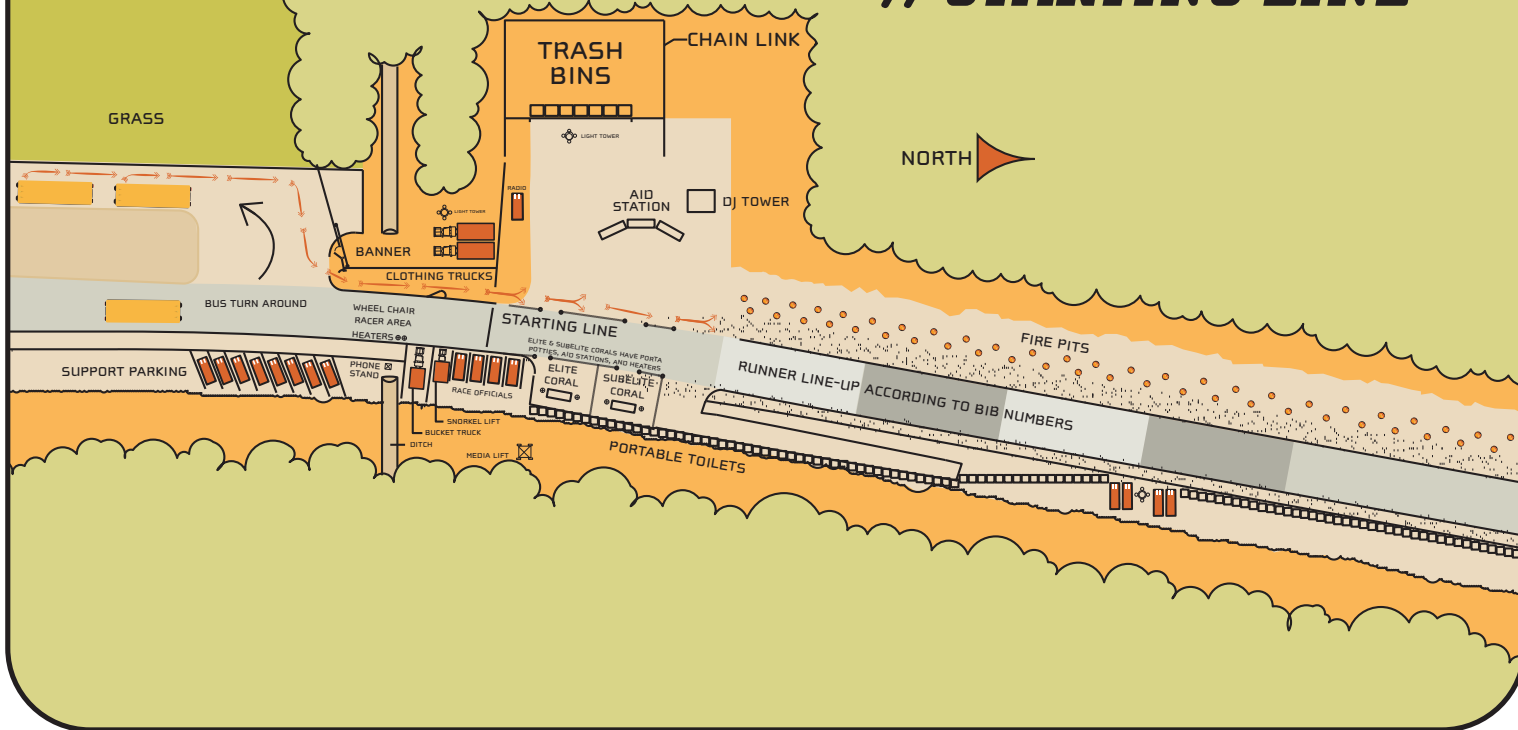 TRASH
BINS
CHAIN LINK
GRASS
LIGHT TOWER
NORTH
RADIO
AID
STATION
DJ TOWER
LIGHT TOWER
BANNER
CLOTHING TRUCKS
BUS TURN AROUND
WHEEL CHAIR
RACER AREA
HEATERS
STARTING LINE
ELITE & SUBELITE CORALS HAVE PORTA
POTTIES, AID STATIONS, AND HEATERS
FIRE PITS
SUPPORT PARKING
PHONE
STAND
RACE OFFICIALS
ELITE
CORAL
SUBELITE
CORAL
RUNNER LINE-UP ACCORDING TO BIB NUMBERS
SNORKEL LIFT
BUCKET TRUCK
DITCH
MEDIA LIFT
PORTABLE TOILETS